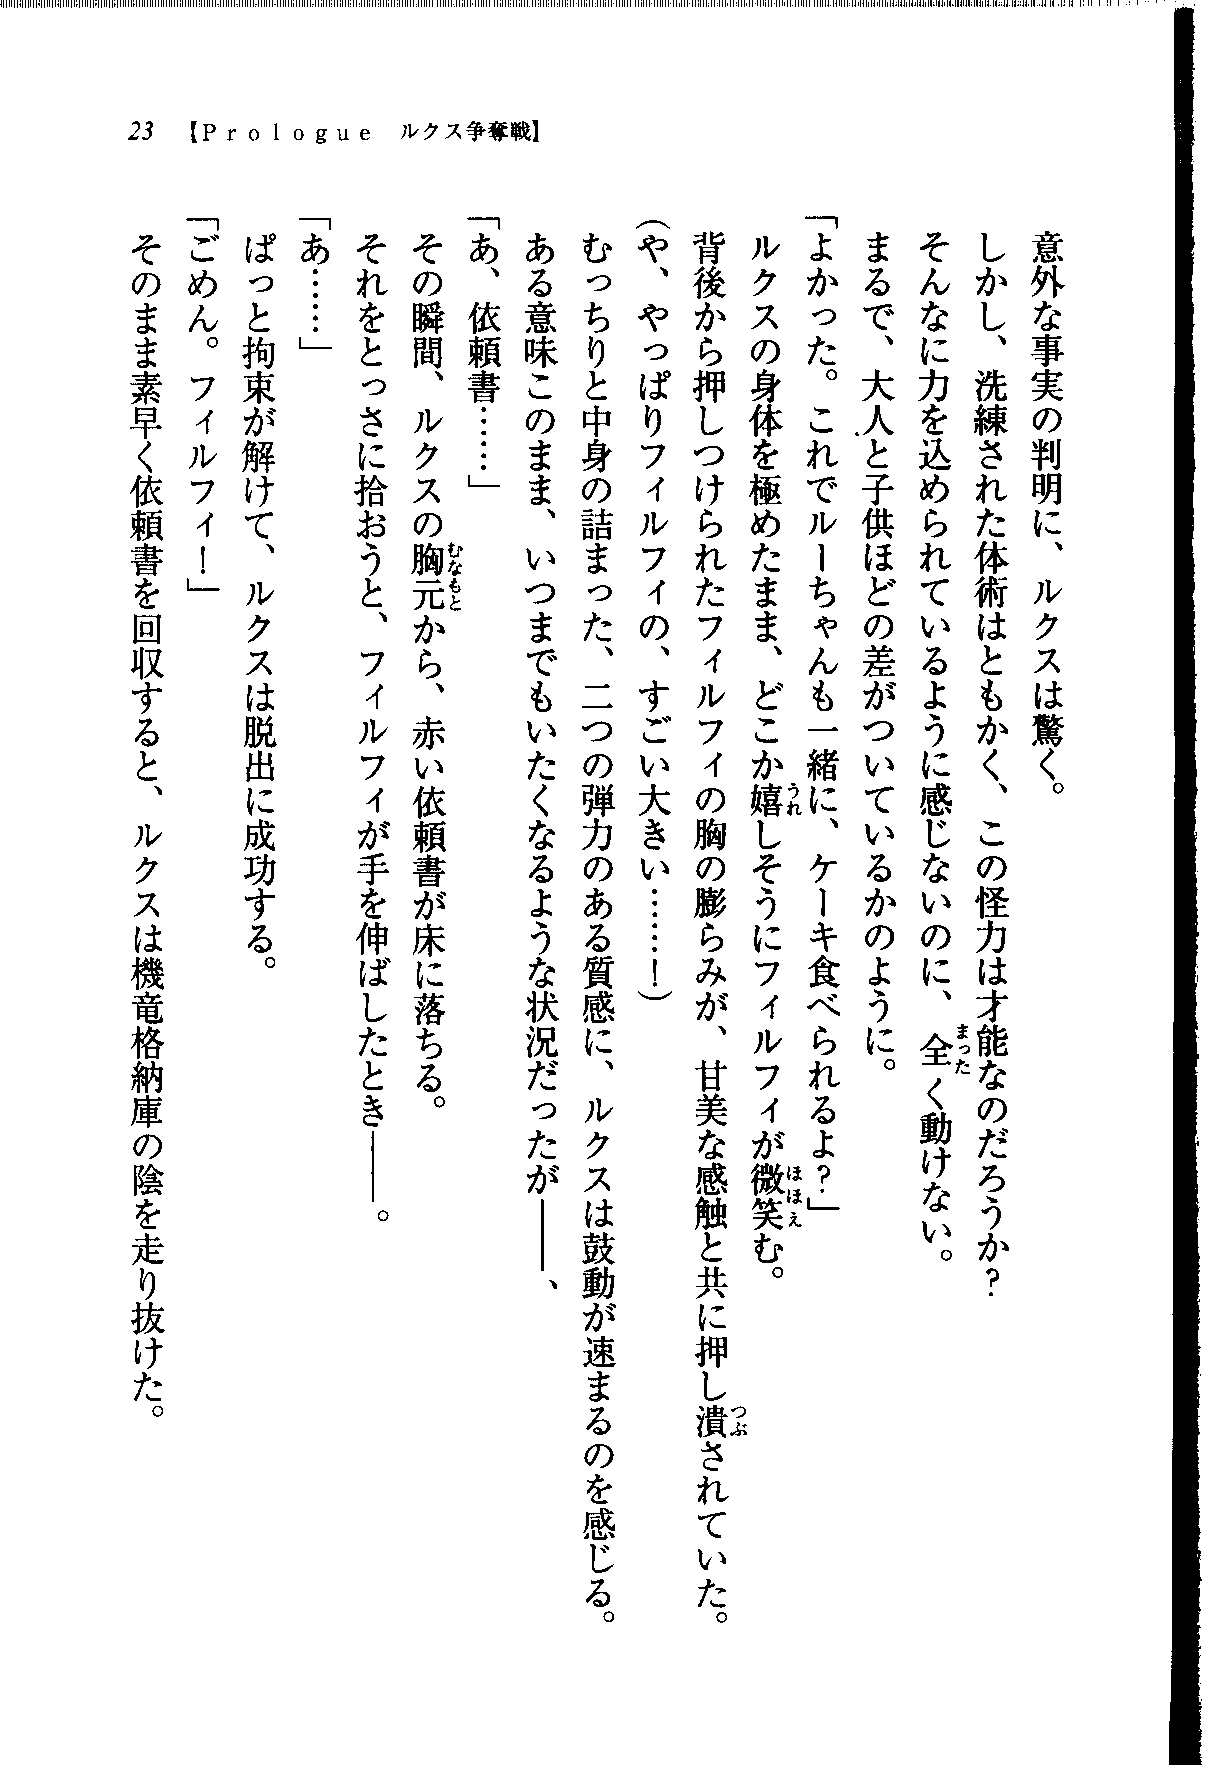 23 【Prologue ルクス争奪戦】
意外な事実の判明に、ルクスは驚く。
しかし、洗練された体術はともかく、この怪力は才能なのだろうか?
そんなに力を込められているように感じないのに、全く動けない。
まるで、大人と子供ほどの差がついているかのように。
「よかった。これでルーちゃんも一緒に、ケーキ食べられるよ?」
ルクスの身体を極めたまま、どこか嬉しそうにフィルフィが微笑む。
背後から押しつけられたフィルフィの胸の膨らみが、甘美な感触と共に押し潰されていた。
(や、やっぱりフィルフィの、すごい大きい……!)
むっちりと中身の詰まった、二つの弾力のある質感に、ルクスは鼓動が速まるのを感じる。
ある意味このまま、いつまでもいたくなるような状況だったが——、
「あ、依頼書……」
その瞬間、ルクスの胸元から、赤い依頼書が床に落ちる。
それをとっさに拾おうと、フィルフィが手を伸ばしたとき——。
「あ……」
ぱっと拘束が解けて、ルクスは脱出に成功する。
「ごめん。フィルフィ!」
そのまま素早く依頼書を回収すると、ルクスは機竜格納庫の陰を走り抜けた。